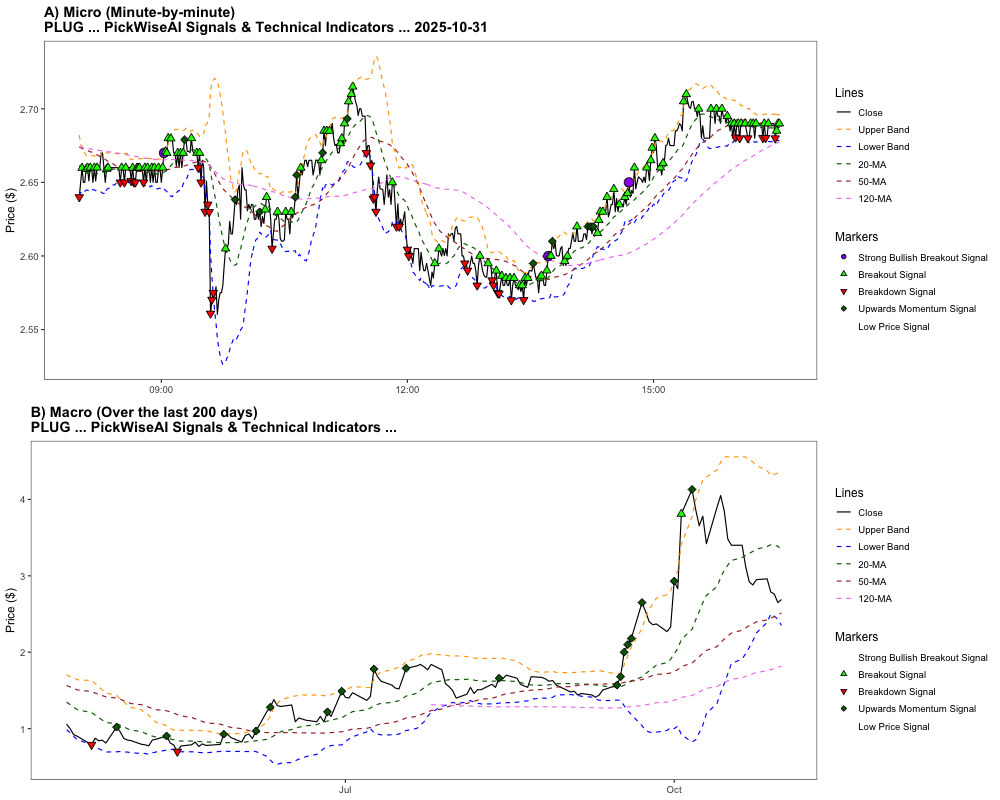 A) Micro (Minute-by-minute)
PLUG ... PickWiseAI Signals & Technical Indicators ... 2025-10-31
Price ($)
2.70
2.65
2.60
2.55
09:00
12:00
15:00
Lines
Close
Upper Band
Lower Band
20-MA
50-MA
120-MA
Markers
Strong Bullish Breakout Signal
Breakout Signal
Breakdown Signal
Upwards Momentum Signal
Low Price Signal
B) Macro (Over the last 200 days)
PLUG ... PickWiseAI Signals & Technical Indicators ...
Price ($)
4
3
2
1
Jul
Oct
Lines
Close
Upper Band
Lower Band
20-MA
50-MA
120-MA
Markers
Strong Bullish Breakout Signal
Breakout Signal
Breakdown Signal
Upwards Momentum Signal
Low Price Signal